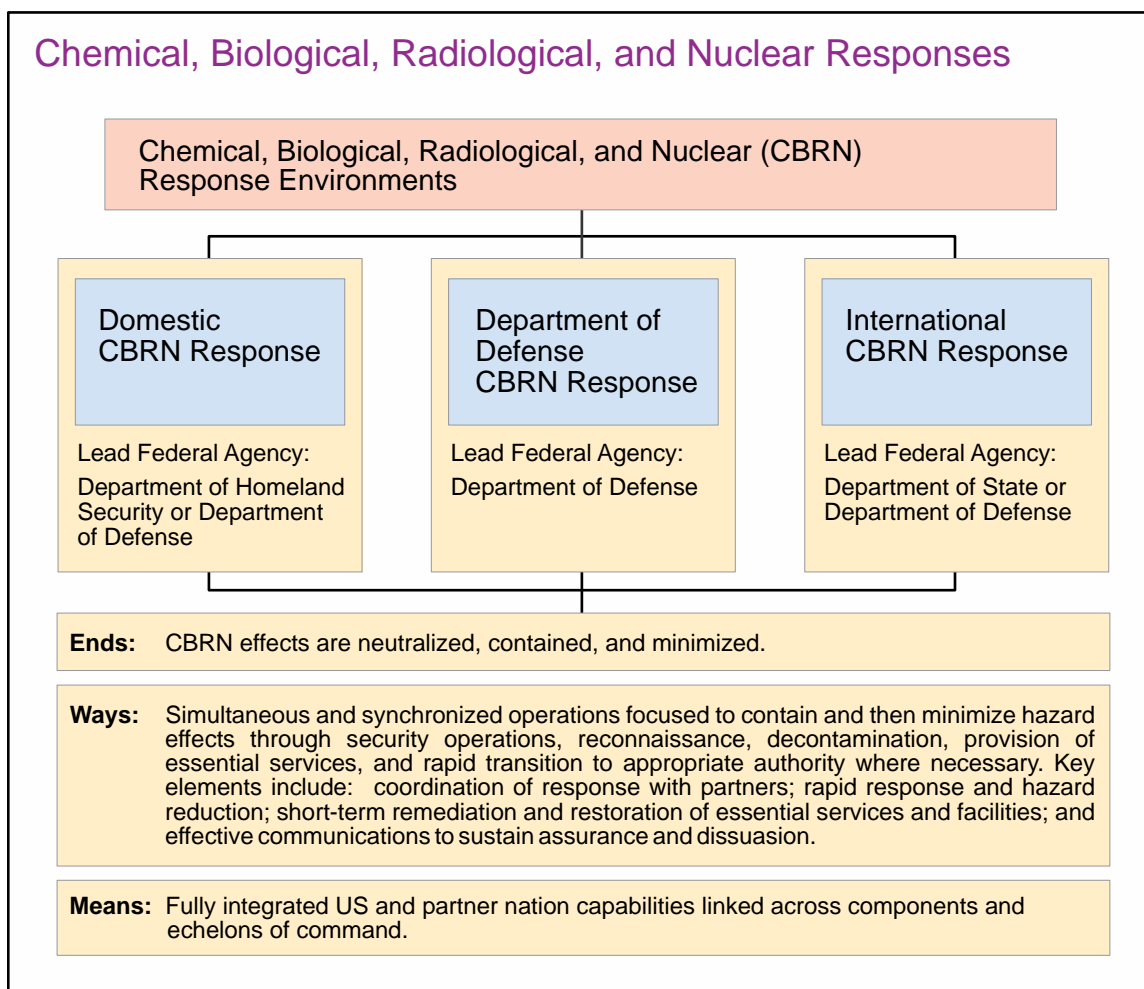 Chemical, Biological, Radiological, and Nuclear Responses
Chemical, Biological, Radiological, and Nuclear (CBRN)
Response Environments
Domestic
CBRN Response
Lead Federal Agency:
Department of Homeland
Security or Department
of Defense
Department of
Defense
CBRN Response
Lead Federal Agency:
Department of Defense
International
CBRN Response
Lead Federal Agency:
Department of State or
Department of Defense
Ends: CBRN effects are neutralized, contained, and minimized.
Ways: Simultaneous and synchronized operations focused to contain and then minimize hazard
effects through security operations, reconnaissance, decontamination, provision of
essential services, and rapid transition to appropriate authority where necessary. Key
elements include: coordination of response with partners; rapid response and hazard
reduction; short-term remediation and restoration of essential services and facilities; and
effective communications to sustain assurance and dissuasion.
Means: Fully integrated US and partner nation capabilities linked across components and
echelons of command.